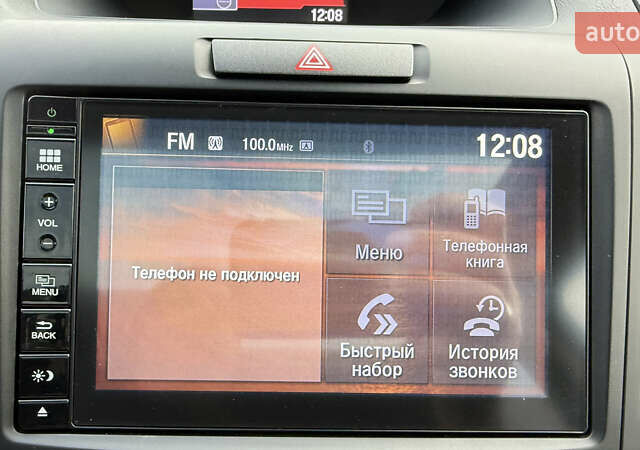 12:08
auto
FM 100.0MHz 12:08
HOME
VOL
MENU
BACK
Телефон не подключен
Меню
Телефонная
книга
Быстрый
набор
История
звонков